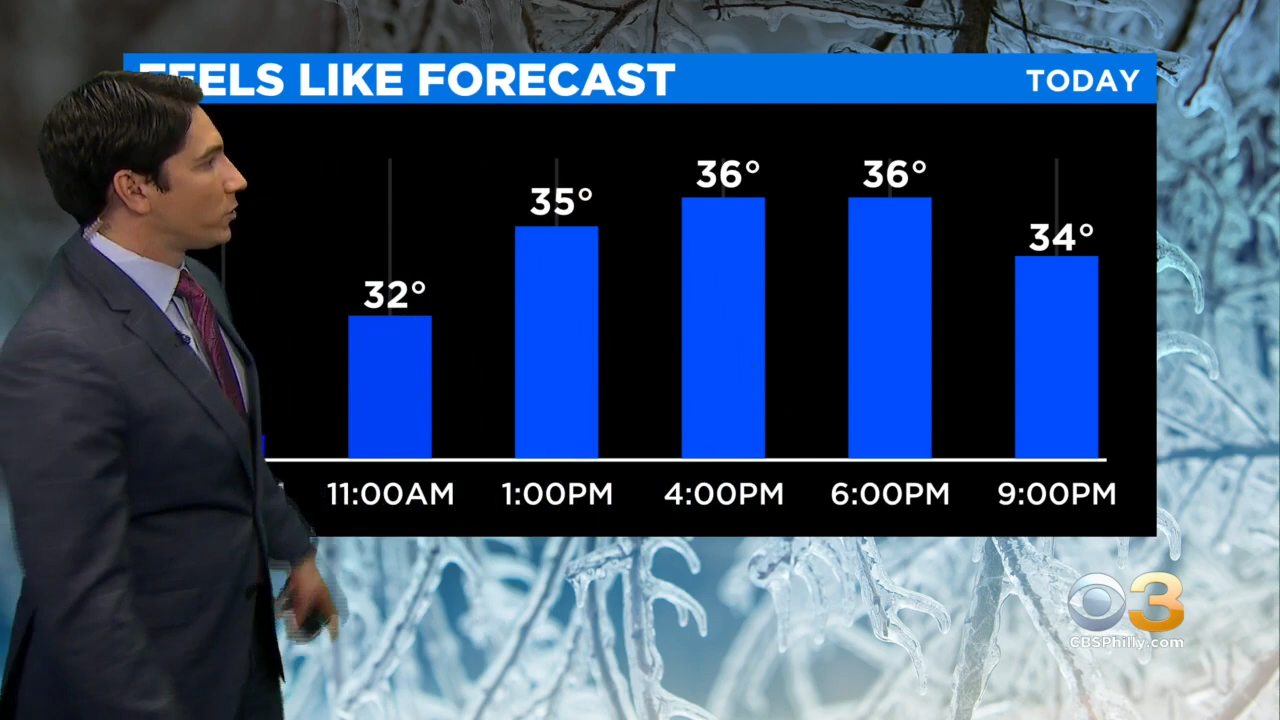 FEELS LIKE FORECAST
TODAY
32°
35°
36°
36°
34°
11:00AM
1:00PM
4:00PM
6:00PM
9:00PM
3
CBSPhilly.com